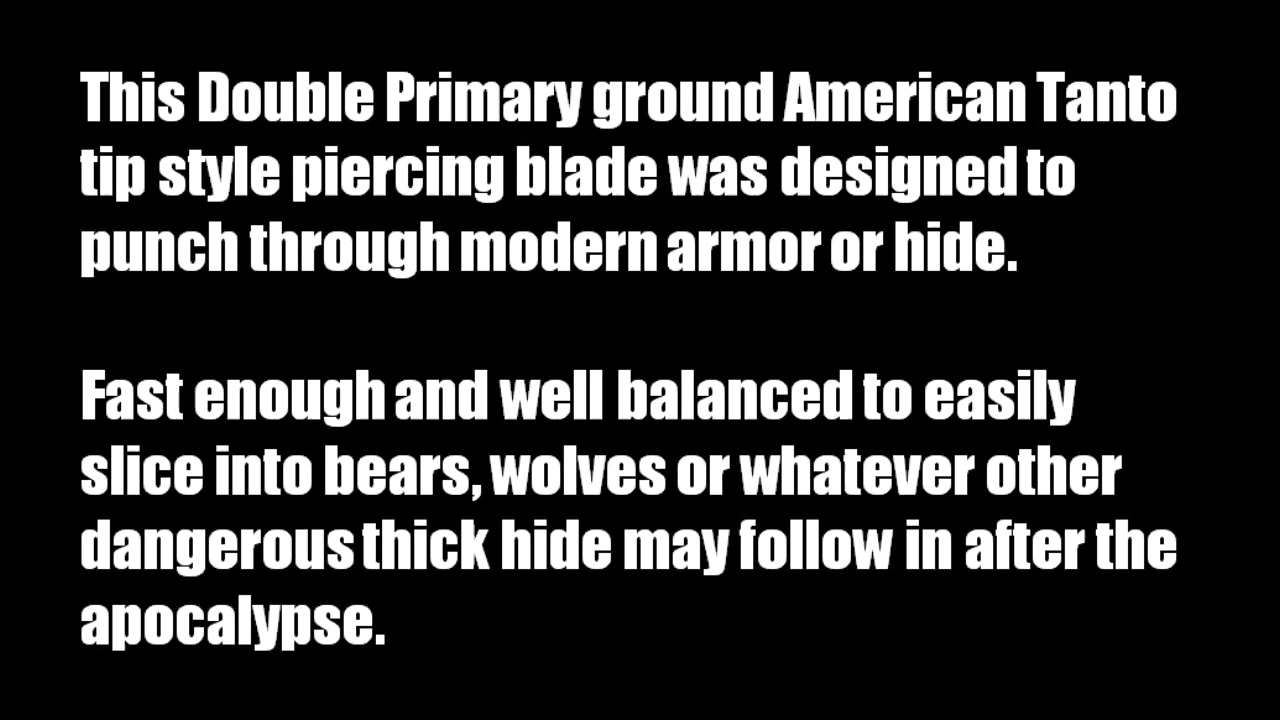 This Double Primary ground American Tanto
tip style piercing blade was designed to
punch through modern armor or hide.
Fast enough and well balanced to easily
slice into bears, wolves or whatever other
dangerous thick hide may follow in after the
apocalypse.